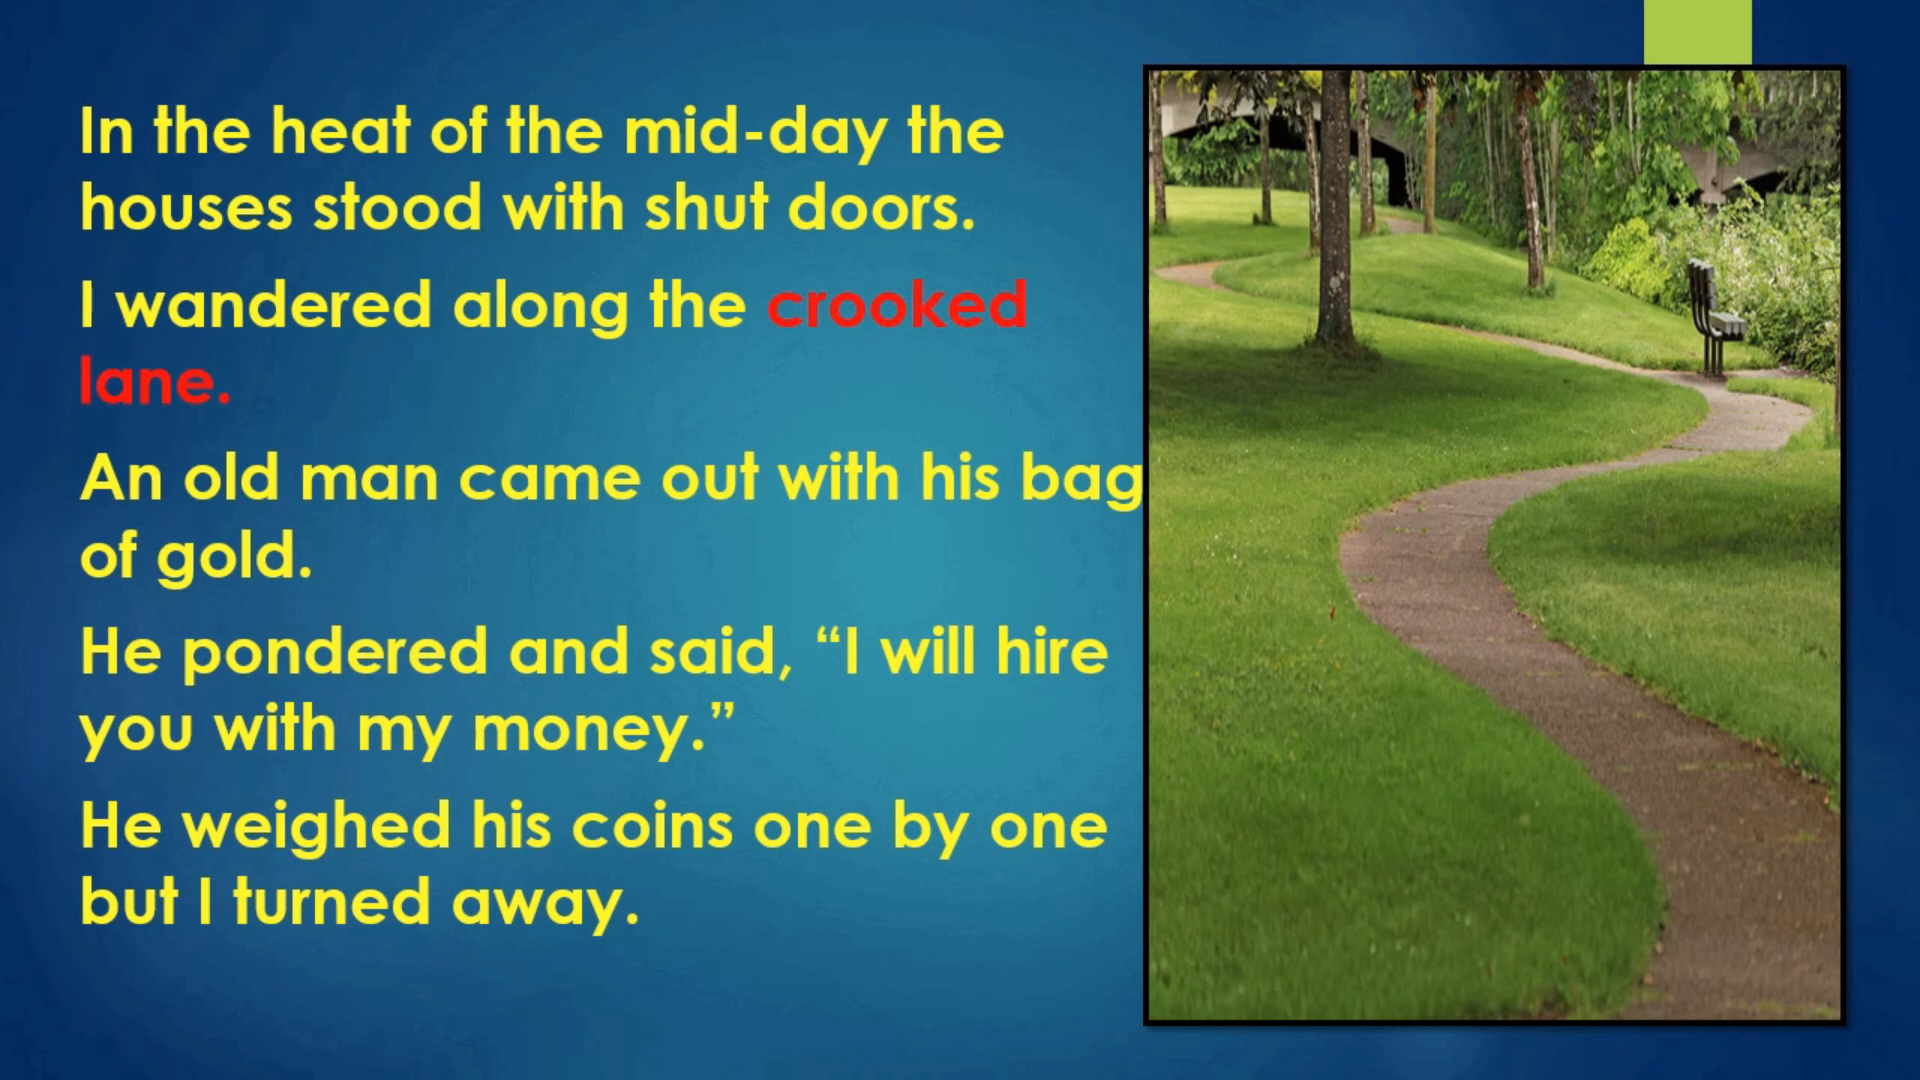 In the heat of the mid-day the
houses stood with shut doors.
I wandered along the crooked
lane.
An old man came out with his bag
of gold.
He pondered and said, “I will hire
you with my money.”
He weighed his coins one by one
but I turned away.